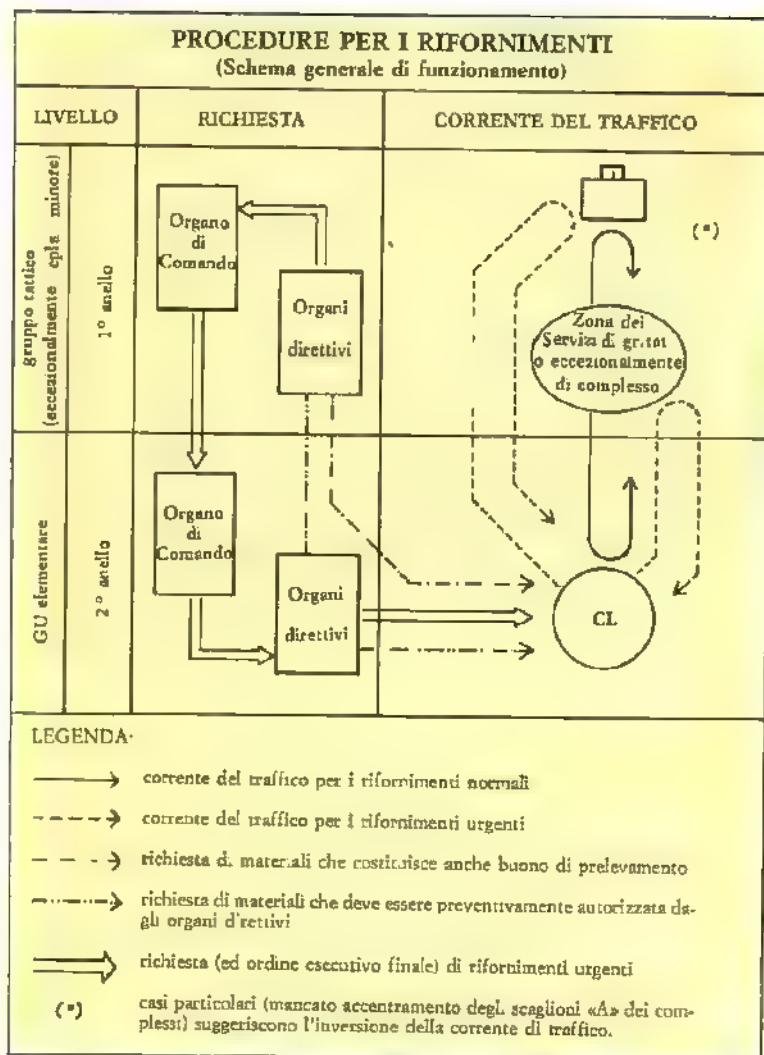 PROCEDURE PER I RIFORNIMENTI
(Schema generale di funzionamento)
LIVELLO
RICHIESTA
CORRENTE DEL TRAFFICO
gruppo tattico
(eccezionalmente cpls minore)
1° anello
Organo
di
Comando
Organi
direttivi
(*)
Zona dei
Servizi di
o eccezionalmente
di complesso
GU elementare
2° anello
Organo
di
Comando
Organi
direttivi
CL
LEGENDA:
corrente del traffico per i rifornimenti normali
corrente del traffico per i rifornimenti urgenti
richiesta di materiali che costituisce anche buono di prelevamento
richiesta di materiali che deve essere preventivamente autorizzata da-
gli organi direttivi
richiesta (ed ordine esecutivo finale) di rifornimenti urgenti
(*) casi particolari (mancato accentramento degli scaglioni «A» dei com-
plessi) suggeriscono l'inversione della corrente di traffico.